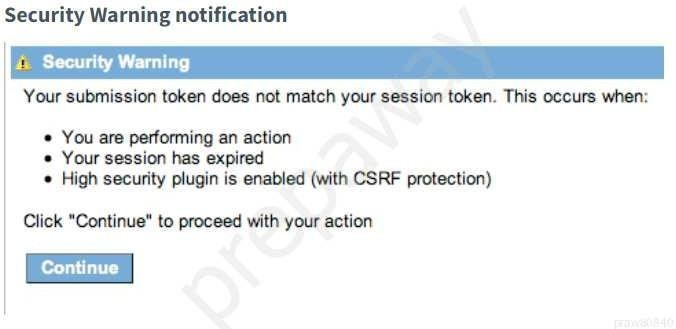 Security Warning notification
Security Warning
Your submission token does not match your session token. This occurs when:
• You are performing an action
• Your session has expired
• High security plugin is enabled (with CSRF protection)
Click "Continue" to proceed with your action
Continue
prepaway
praw80840